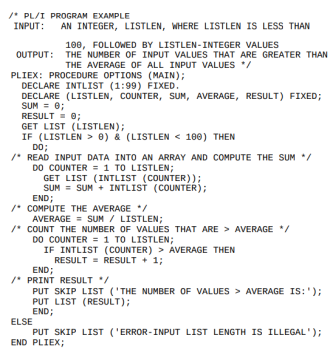 /* PL/I PROGRAM EXAMPLE
INPUT: AN INTEGER, LISTLEN, WHERE LISTLEN IS LESS THAN
100, FOLLOWED BY LISTLEN-INTEGER VALUES
OUTPUT: THE NUMBER OF INPUT VALUES THAT ARE GREATER THAN
THE AVERAGE OF ALL INPUT VALUES */
PLIEX: PROCEDURE OPTIONS (MAIN);
DECLARE INTLIST (1:99) FIXED.
DECLARE (LISTLEN, COUNTER, SUM, AVERAGE, RESULT) FIXED;
SUM = 0;
RESULT = 0;
GET LIST (LISTLEN);
IF (LISTLEN > 0) & (LISTLEN < 100) THEN
DO;
/* READ INPUT DATA INTO AN ARRAY AND COMPUTE THE SUM */
DO COUNTER = 1 TO LISTLEN;
GET LIST (INTLIST (COUNTER));
SUM = SUM + INTLIST (COUNTER);
END;
/* COMPUTE THE AVERAGE */
AVERAGE = SUM / LISTLEN;
/* COUNT THE NUMBER OF VALUES THAT ARE > AVERAGE */
DO COUNTER = 1 TO LISTLEN;
IF INTLIST (COUNTER) > AVERAGE THEN
RESULT = RESULT + 1;
END;
/* PRINT RESULT */
PUT SKIP LIST ('THE NUMBER OF VALUES > AVERAGE IS:');
PUT LIST (RESULT);
END;
ELSE
PUT SKIP LIST ('ERROR-INPUT LIST LENGTH IS ILLEGAL');
END PLIEX;